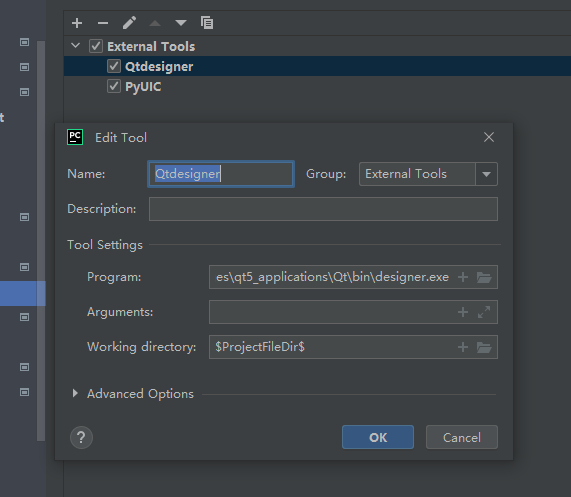 External Tools
Qtdesigner
PyUIC
t
PC Edit Tool
Name: Qtdesigner Group: External Tools
Description:
Tool Settings
Program: es\qt5_applications\Qt\bin\designer.exe
Arguments:
Working directory: $ProjectFileDir$
Advanced Options
? OK Cancel